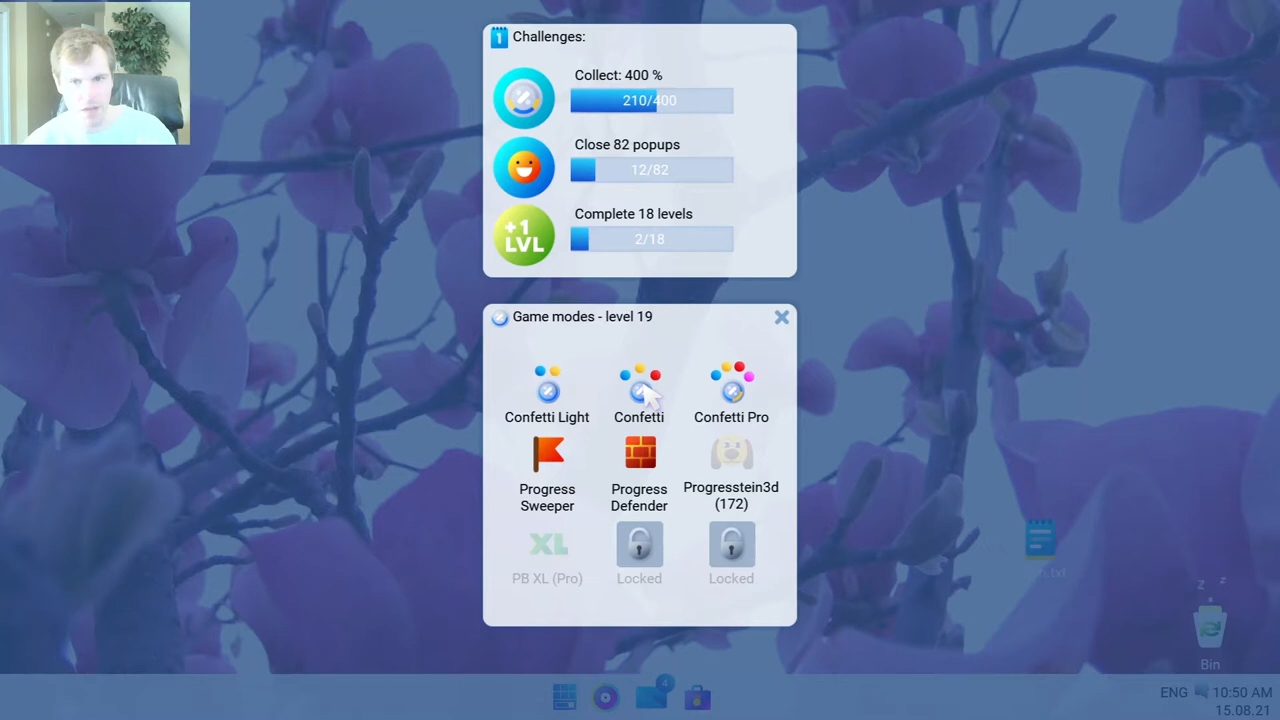 1 Challenges:
Collect: 400 %
210/400
Close 82 popups
12/82
+1
LVL
Complete 18 levels
2/18
Game modes - level 19
Confetti Light
Confetti
Confetti Pro
Progress
Sweeper
Progress
Defender
Progresstein3d
(172)
XL
PB XL (Pro)
Locked
Locked
z z
Bin
4
ENG
10:50 AM
15.08.21